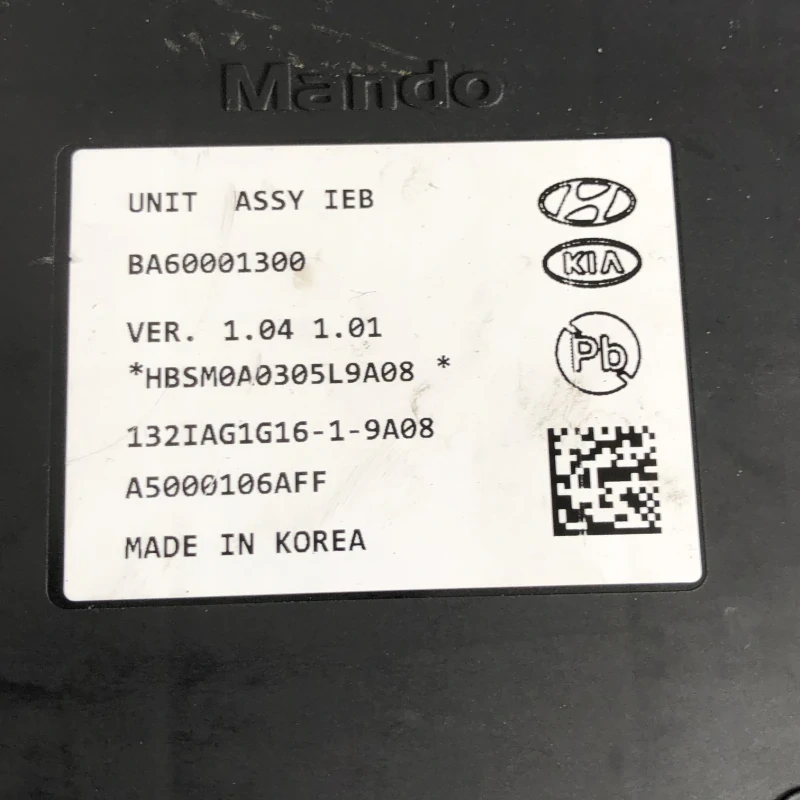 Mando
UNIT ASSY IEB
BA60001300
KIA
VER. 1.04 1.01
Pb
*HBSM0A0305L9A08 *
132IAG1G16-1-9A08
A5000106AFF
MADE IN KOREA